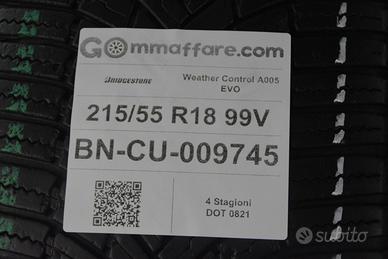 Gommaffare.com
BRIDGESTONE
Weather Control A005
EVO
215/55 R18 99V
BN-CU-009745
4 Stagioni
DOT 0821
subito